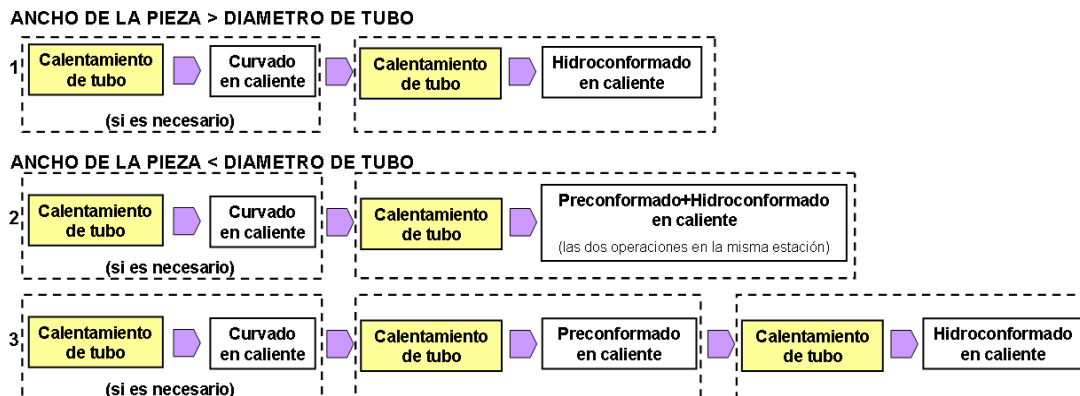 ANCHO DE LA PIEZA > DIAMETRO DE TUBO
1
Calentamiento
de tubo
Curvado
en caliente
(si es necesario)
Calentamiento
de tubo
Hidroconformado
en caliente
ANCHO DE LA PIEZA < DIAMETRO DE TUBO
2
Calentamiento
de tubo
Curvado
en caliente
(si es necesario)
Calentamiento
de tubo
Preconformado+Hidroconformado
en caliente
(las dos operaciones en la misma estación)
3
Calentamiento
de tubo
Curvado
en caliente
(si es necesario)
Calentamiento
de tubo
Preconformado
en caliente
Calentamiento
de tubo
Hidroconformado
en caliente